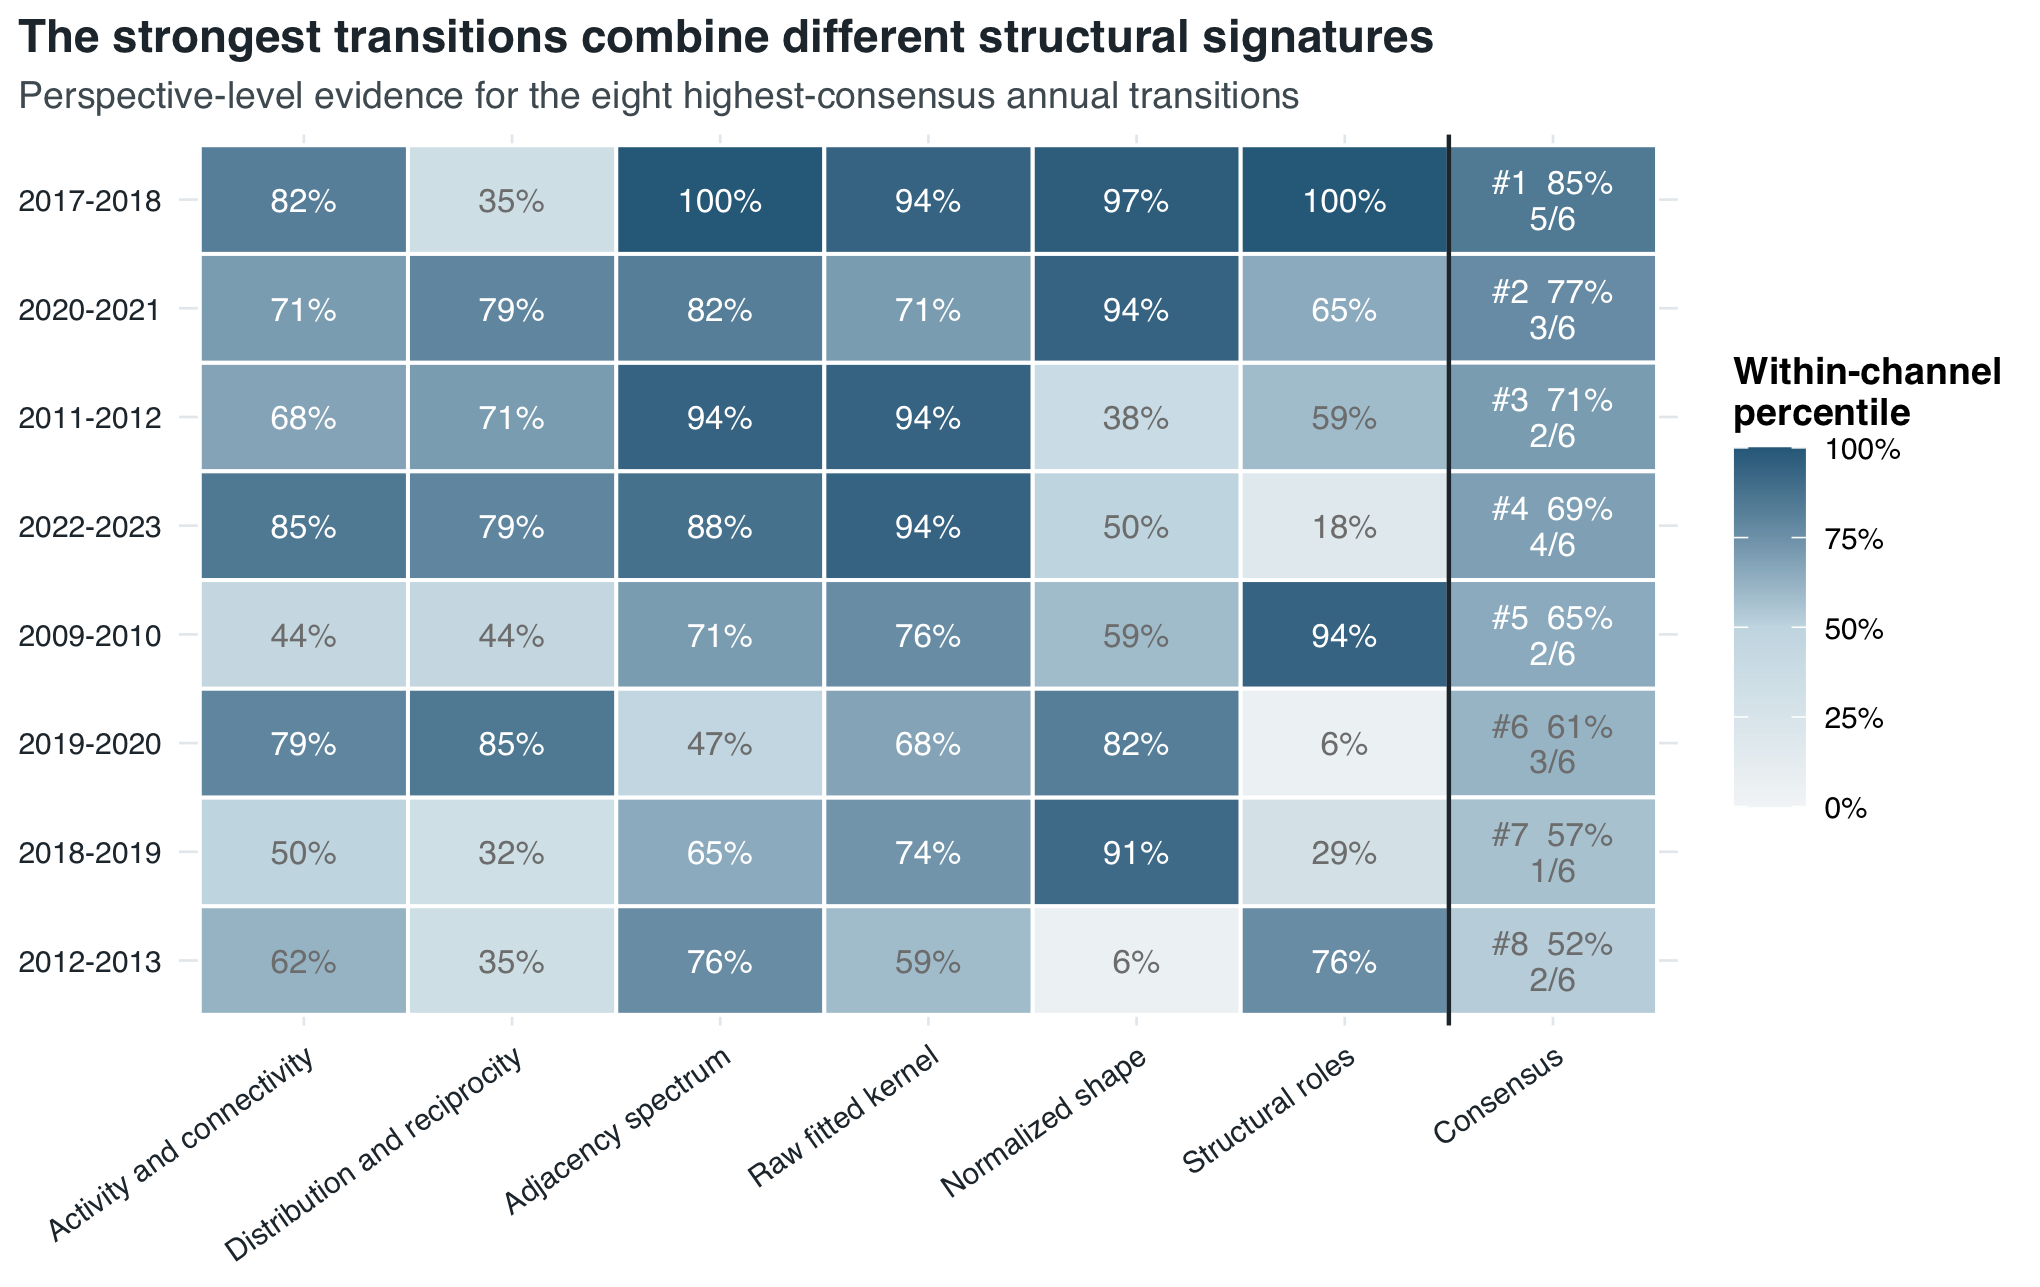 The strongest transitions combine different structural signatures
Perspective-level evidence for the eight highest-consensus annual transitions
2017-2018 82% 35% 100% 94% 97% 100% #1 85%
5/6
2020-2021 71% 79% 82% 71% 94% 65% #2 77%
3/6
2011-2012 68% 71% 94% 94% 38% 59% #3 71%
2/6
2022-2023 85% 79% 88% 94% 50% 18% #4 69%
4/6
2009-2010 44% 44% 71% 76% 59% 94% #5 65%
2/6
2019-2020 79% 85% 47% 68% 82% 6% #6 61%
3/6
2018-2019 50% 32% 65% 74% 91% 29% #7 57%
1/6
2012-2013 62% 35% 76% 59% 6% 76% #8 52%
2/6
Activity and connectivity
Distribution and reciprocity
Adjacency spectrum
Raw fitted kernel
Normalized shape
Structural roles
Consensus
Within-channel
percentile
100%
75%
50%
25%
0%